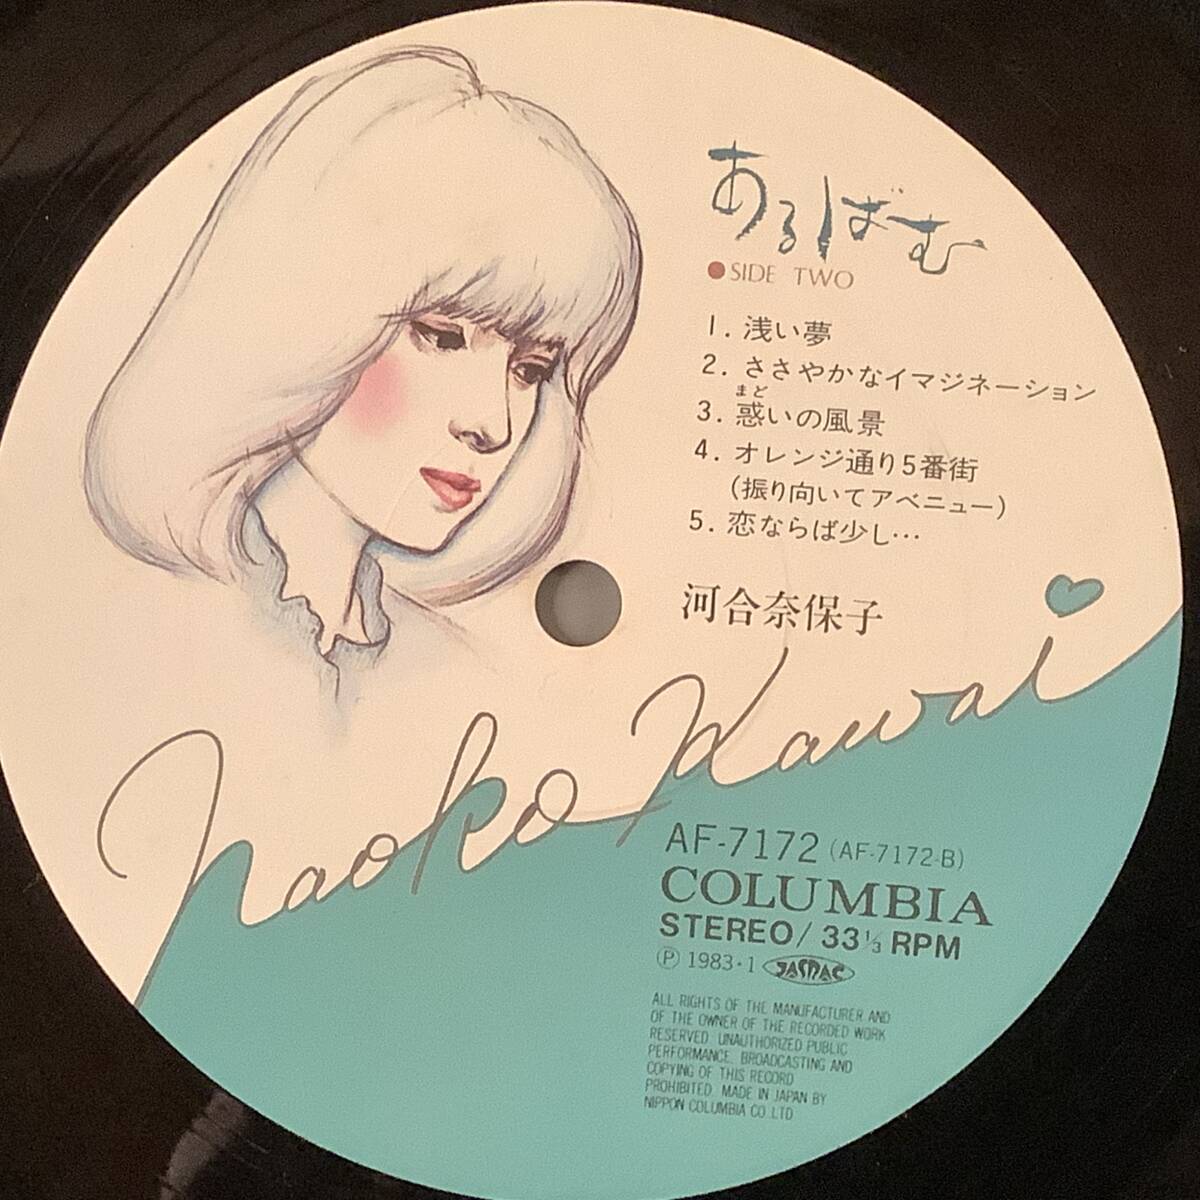 あるばむ
●SIDE TWO
1. 浅い夢
2. ささやかなイマジネーション
まど
3. 惑いの風景
4. オレンジ通り5番街
(振り向いてアベニュー)
5. 恋ならば少し…
河合奈保子
Naoko Kawai
AF-7172 (AF-7172-B)
COLUMBIA
STEREO/33 1/3 RPM
Ⓟ 1983・1 JASRAC
ALL RIGHTS OF THE MANUFACTURER AND
OF THE OWNER OF THE RECORDED WORK
RESERVED. UNAUTHORIZED PUBLIC
PERFORMANCE, BROADCASTING AND
COPYING OF THIS RECORD
PROHIBITED. MADE IN JAPAN BY
NIPPON COLUMBIA CO.,LTD